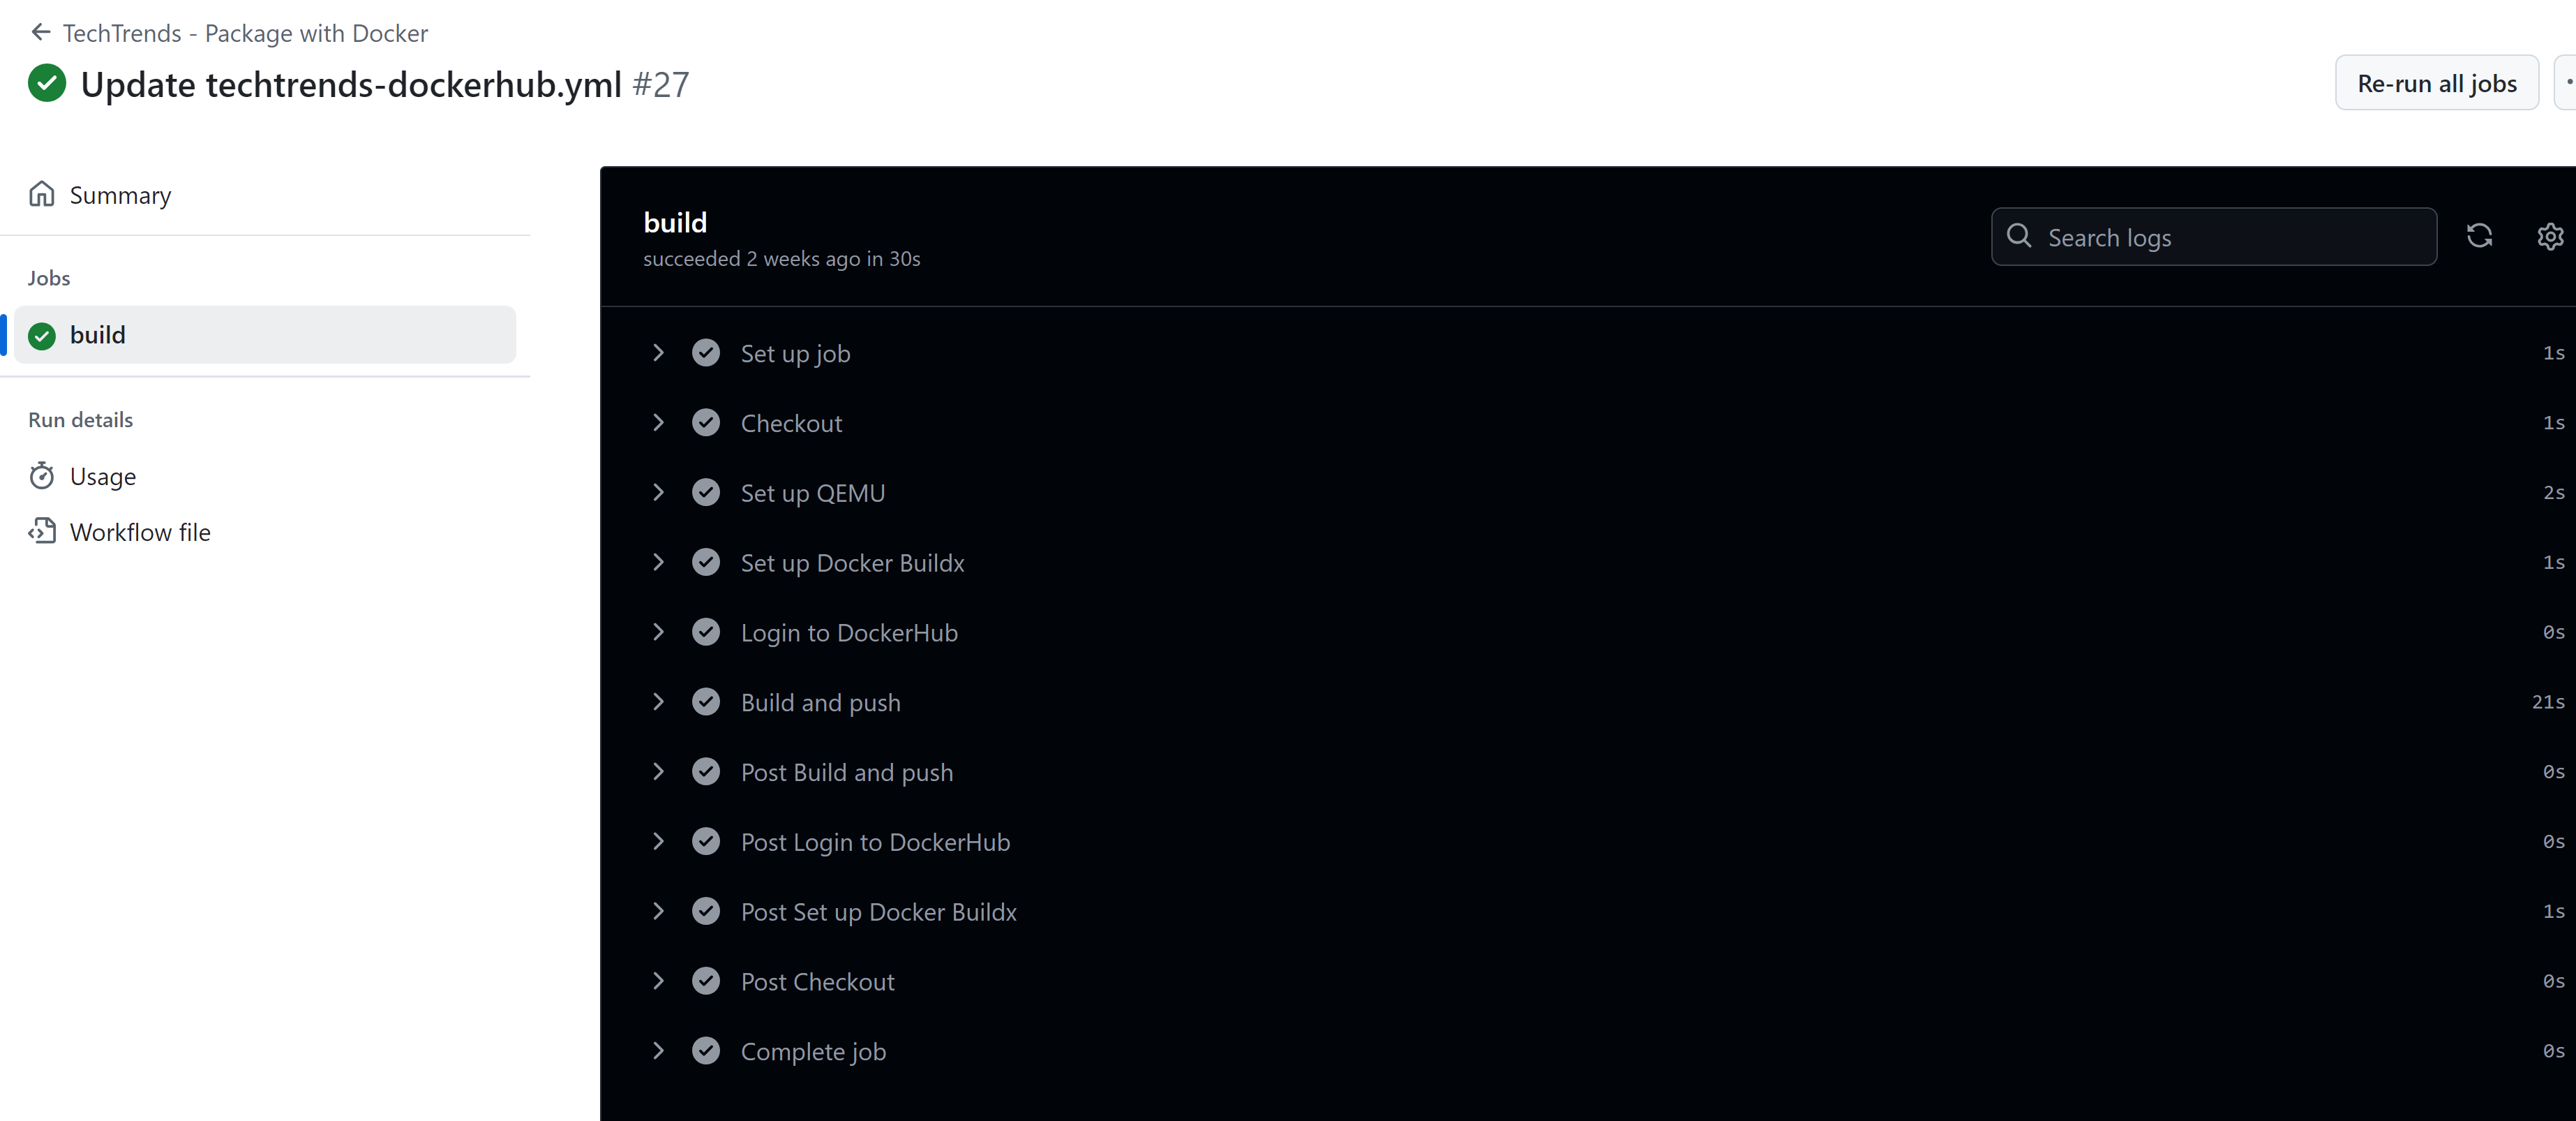 TechTrends - Package with Docker
Update techtrends-dockerhub.yml #27
Re-run all jobs
Summary
Jobs
build
Run details
Usage
Workflow file
build
succeeded 2 weeks ago in 30s
Search logs
Set up job 1s
Checkout 1s
Set up QEMU 2s
Set up Docker Buildx 1s
Login to DockerHub 0s
Build and push 21s
Post Build and push 0s
Post Login to DockerHub 0s
Post Set up Docker Buildx 1s
Post Checkout 0s
Complete job 0s